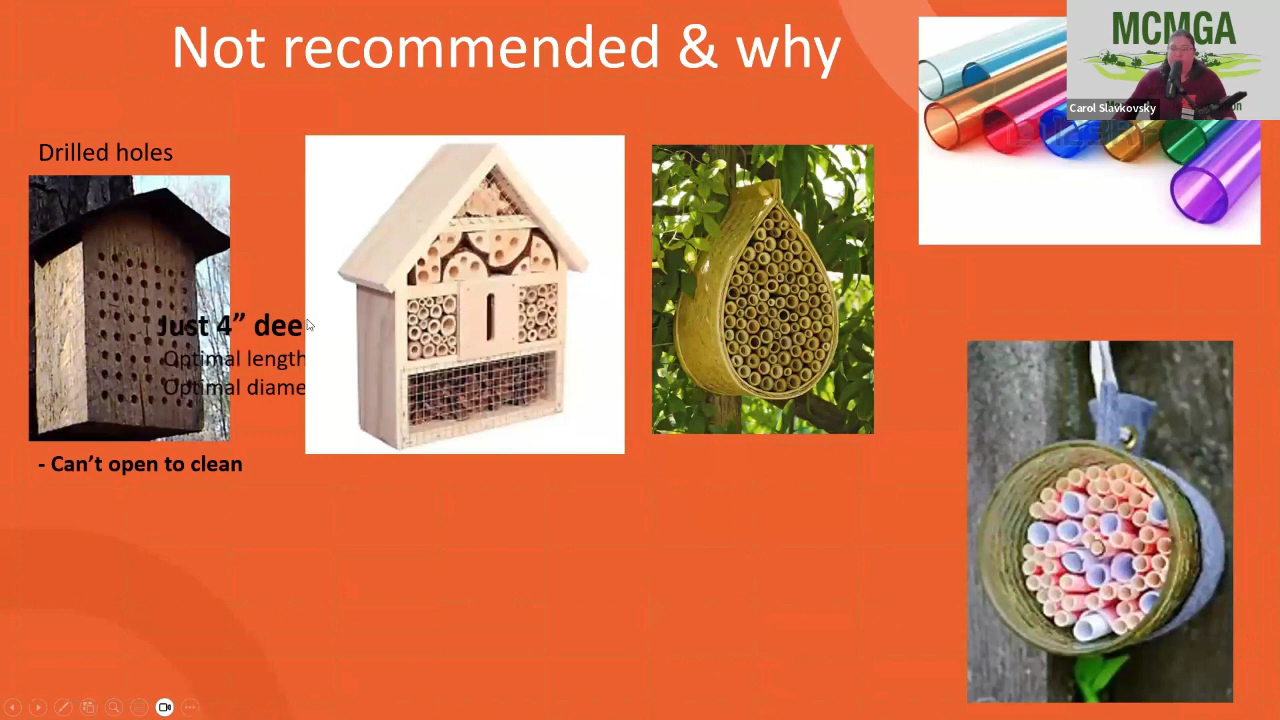 Not recommended & why
MCMGA
Carol Slavkovsky
Drilled holes
Just 4” dee
Optimal length
Optimal diame
- Can’t open to clean